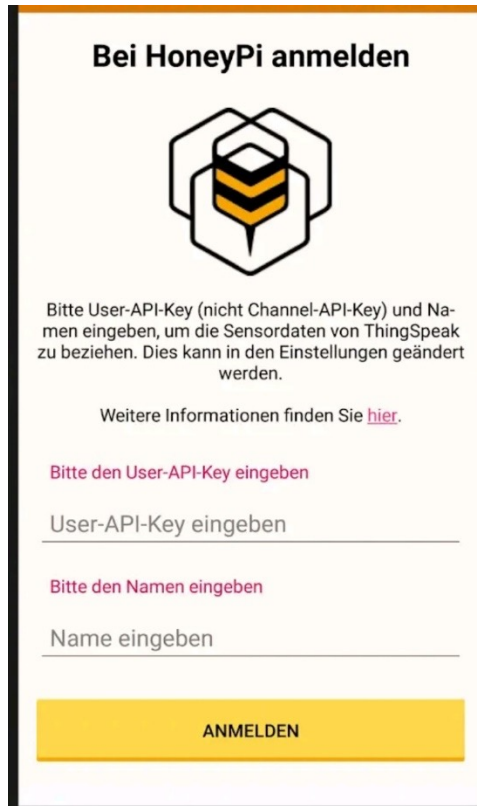 Bei HoneyPi anmelden
Bitte User-API-Key (nicht Channel-API-Key) und Na-
men eingeben, um die Sensordaten von ThingSpeak
zu beziehen. Dies kann in den Einstellungen geändert
werden.
Weitere Informationen finden Sie hier.
Bitte den User-API-Key eingeben
User-API-Key eingeben
Bitte den Namen eingeben
Name eingeben
ANMELDEN